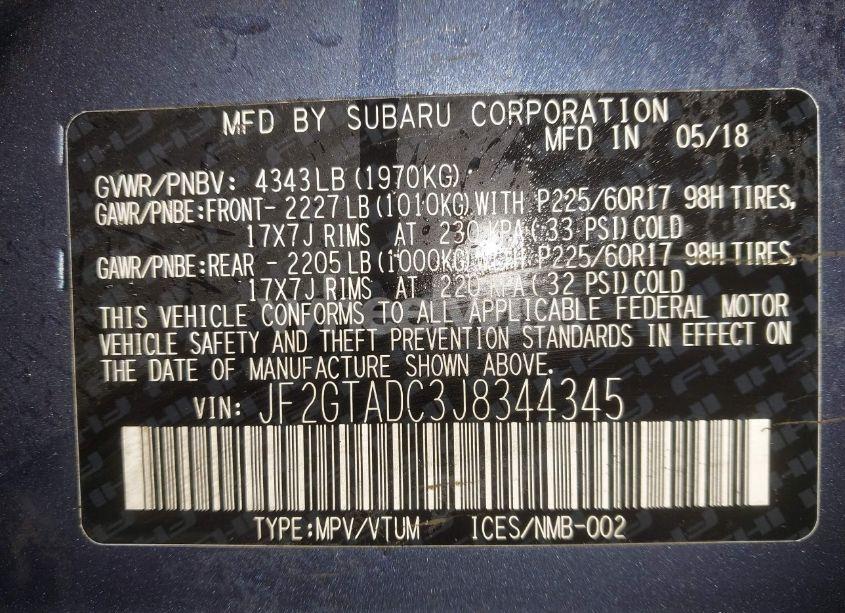 MFD BY SUBARU CORPORATION
MFD IN 05/18
GVWR/PNBV: 4343LB (1970KG)
GAWR/PNBE:FRONT- 2227LB (1010KG) WITH P225/60R17 98H TIRES,
17X7J RIMS AT 230 KPA (33 PSI) COLD
GAWR/PNBE:REAR - 2205LB (1000KG) WITH P225/60R17 98H TIRES,
17X7J RIMS AT 220 KPA (32 PSI) COLD
THIS VEHICLE CONFORMS TO ALL APPLICABLE FEDERAL MOTOR
VEHICLE SAFETY AND THEFT PREVENTION STANDARDS IN EFFECT ON
THE DATE OF MANUFACTURE SHOWN ABOVE.
VIN: JF2GTADC3J8344345
TYPE:MPV/VTUM ICES/NMB-002